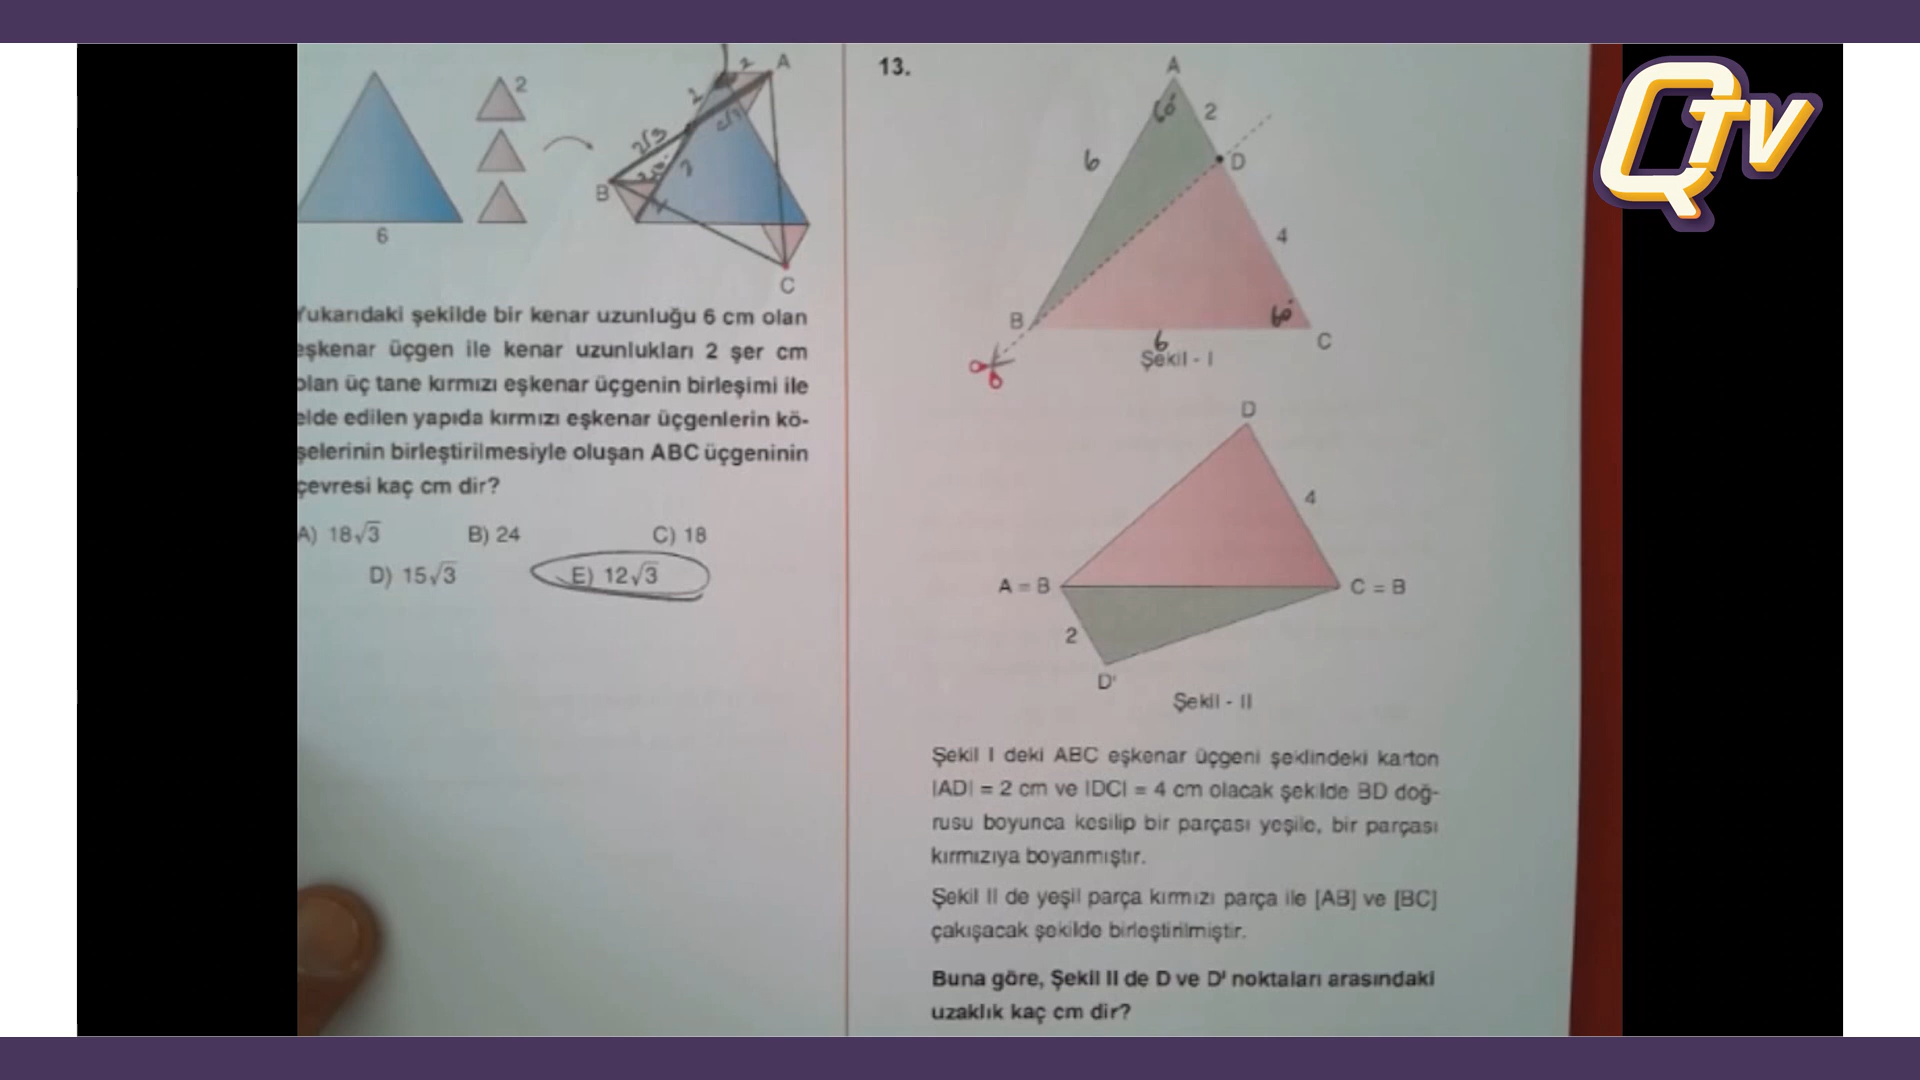 2
6
A
2
2
2√3
B
C
Yukarıdaki şekilde bir kenar uzunluğu 6 cm olan
eşkenar üçgen ile kenar uzunlukları 2 şer cm
olan üç tane kırmızı eşkenar üçgenin birleşimi ile
elde edilen yapıda kırmızı eşkenar üçgenlerin kö-
şelerinin birleştirilmesiyle oluşan ABC üçgeninin
çevresi kaç cm dir?
A) 18√3 B) 24 C) 18
D) 15√3 E) 12√3
13.
A
60°
2
6
D
4
B
60°
C
6
Şekil - I
D
4
A = B
C = B
2
D'
Şekil - II
Şekil I deki ABC eşkenar üçgeni şeklindeki karton
|AD| = 2 cm ve |DC| = 4 cm olacak şekilde BD doğ-
rusu boyunca kesilip bir parçası yeşile, bir parçası
kırmızıya boyanmıştır.
Şekil II de yeşil parça kırmızı parça ile [AB] ve [BC]
çakışacak şekilde birleştirilmiştir.
Buna göre, Şekil II de D ve D' noktaları arasındaki
uzaklık kaç cm dir?
QTV